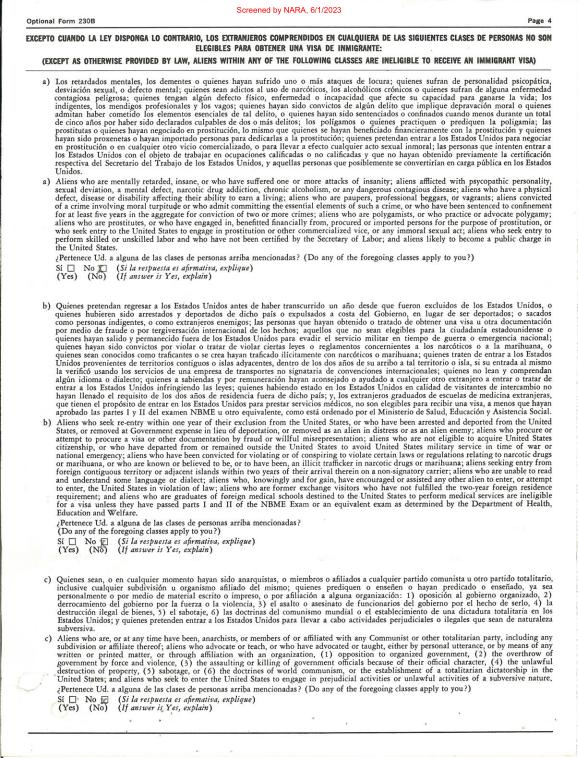 Screened by NARA, 6/1/2023
Optional Form 230B
Page 4
EXCEPTO CUANDO LA LEY DISPONGA LO CONTRARIO, LOS EXTRANJEROS COMPRENDIDOS EN CUALQUIERA DE LAS SIGUIENTES CLASES DE PERSONAS NO SON
ELEGIBLES PARA OBTENER UNA VISA DE INMIGRANTE:
(EXCEPT AS OTHERWISE PROVIDED BY LAW, ALIENS WITHIN ANY OF THE FOLLOWING CLASSES ARE INELIGIBLE TO RECEIVE AN IMMIGRANT VISA)
a) Los retardados mentales, los dementes o quienes hayan sufrido uno o más ataques de locura; quienes sufran de personalidad psicopática,
desviación sexual, o defecto mental; quienes sean adictos al uso de narcóticos, alcohólicos crónicos o quienes sufran de alguna enfermedad
contagiosa peligrosa; quienes tengan algún defecto físico, enfermedad o incapacidad que afecte su capacidad para ganarse la vida; los
indigentes, los mendigos profesionales y los vagos; quienes hayan sido convictos de algún delito que implique depravación moral o quienes
admitan haber cometido los elementos esenciales de tal delito, o quienes hayan sido sentenciados o confinados cuando menos durante un total
de cinco años por haber sido declarados culpables de dos o más delitos; los polígamos o quienes practiquen o prediquen la poligamia; las
prostitutas o quienes hayan negociado en prostitución, lo mismo que quienes se hayan beneficiado financieramente con la prostitución y quienes
hayan sido proxenetas o hayan importado personas para dedicarlas a la prostitución; quienes pretendan entrar a los Estados Unidos para negociar
en prostitución o en cualquier otro vicio comercializado, o para llevar a efecto cualquier acto sexual inmoral; las personas que intenten entrar a
los Estados Unidos con el objeto de trabajar en ocupaciones calificadas o no calificadas y que no hayan obtenido previamente la certificación
respectiva del Secretario del Trabajo de los Estados Unidos, y aquellas personas que posiblemente se convertirían en carga pública en los Estados
Unidos.
a) Aliens who are mentally retarded, insane, or who have suffered one or more attacks of insanity; aliens afflicted with psychopathic personality,
sexual deviation, a mental defect, narcotic drug addiction, chronic alcoholism, or any dangerous contagious disease; aliens who have a physical
defect, disease or disability affecting their ability to earn a living; aliens who are paupers, professional beggars, or vagrants; aliens convicted
of a crime involving moral turpitude or who admit committing the essential elements of such a crime, or who have been sentenced to confinement
for at least five years in the aggregate for conviction of two or more crimes; aliens who are polygamists, or who practice or advocate polygamy;
aliens who are prostitutes, or who have engaged in, benefitted financially from, procured or imported persons for the purpose of prostitution, or
who seek entry to the United States to engage in prostitution or other commercialized vice, or any immoral sexual act; aliens who seek entry to
perform skilled or unskilled labor and who have not been certified by the Secretary of Labor; and aliens likely to become a public charge in
the United States.
¿Pertenece Ud. a alguna de las clases de personas arriba mencionadas? (Do any of the foregoing classes apply to you?)
Sí ☐ No ☒ (Si la respuesta es afirmativa, explique)
(Yes) (No) (If answer is Yes, explain)
b) Quienes pretendan regresar a los Estados Unidos antes de haber transcurrido un año desde que fueron excluidos de los Estados Unidos, o
quienes hubieren sido arrestados y deportados de dicho país o expulsados a costa del Gobierno, en lugar de ser deportados; o sacados
como personas indigentes, o como extranjeros enemigos; las personas que hayan obtenido o tratado de obtener una visa u otra documentación
por medio de fraude o por tergiversación internacional de los hechos; aquellos que no sean elegibles para la ciudadanía estadounidense o
quienes hayan salido y permanecido fuera de los Estados Unidos para evadir el servicio militar en tiempo de guerra o emergencia nacional;
quienes hayan sido convictos por violar o tratar de violar ciertas leyes o reglamentos concernientes a los narcóticos o a la marihuana, o
quienes sean conocidos como traficantes o se crea hayan traficado ilícitamente con narcóticos o marihuana; quienes traten de entrar a los Estados
Unidos provenientes de territorios contiguos o islas adyacentes, dentro de los dos años de su arribo a tal territorio o isla, si su entrada al mismo
la verificó usando los servicios de una empresa de transportes no signataria de convenciones internacionales; quienes no lean y comprendan
algún idioma o dialecto; quienes a sabiendas y por remuneración hayan aconsejado o ayudado a cualquier otro extranjero a entrar o tratar de
entrar a los Estados Unidos infringiendo las leyes; quienes habiendo estado en los Estados Unidos en calidad de visitantes de intercambio no
hayan llenado el requisito de los dos años de residencia fuera de dicho país; y, los extranjeros graduados de escuelas de medicina extranjeras,
que tienen el propósito de entrar en los Estados Unidos para prestar servicios médicos, no son elegibles para recibir una visa, a menos que hayan
aprobado las partes I y II del examen NBME u otro equivalente, como está ordenado por el Ministerio de Salud, Educación y Asistencia Social.
b) Aliens who seek re-entry within one year of their exclusion from the United States, or who have been arrested and deported from the United
States, or removed at Government expense in lieu of deportation, or removed as an alien in distress or as an alien enemy; aliens who procure or
attempt to procure a visa or other documentation by fraud or willful misrepresentation; aliens who are not eligible to acquire United States
citizenship, or who have departed from or remained outside the United States to avoid United States military service in time of war or
national emergency; aliens who have been convicted for violating or of conspiring to violate certain laws or regulations relating to narcotic drugs
or marihuana, or who are known or believed to be, or to have been, an illicit trafficker in narcotic drugs or marihuana; aliens seeking entry from
foreign contiguous territory or adjacent islands within two years of their arrival therein on a non-signatory carrier; aliens who are unable to read
and understand some language or dialect; aliens who, knowingly and for gain, have encouraged or assisted any other alien to enter, or attempt
to enter, the United States in violation of law; aliens who are former exchange visitors who have not fulfilled the two-year foreign residence
requirement; and aliens who are graduates of foreign medical schools destined to the United States to perform medical services are ineligible
for a visa unless they have passed parts I and II of the NBME Exam or an equivalent exam as determined by the Department of Health,
Education and Welfare.
¿Pertenece Ud. a alguna de las clases de personas arriba mencionadas?
(Do any of the foregoing classes apply to you?)
Sí ☐ No ☑ (Si la respuesta es afirmativa, explique)
(Yes) (No) (If answer is Yes, explain)
c) Quienes sean, o en cualquier momento hayan sido anarquistas, o miembros o afiliados a cualquier partido comunista u otro partido totalitario,
inclusive cualquier subdivisión u organismo afiliado del mismo; quienes prediquen o enseñen o hayan predicado o enseñado, ya sea
personalmente o por medio de material escrito o impreso, o por afiliación a alguna organización: 1) oposición al gobierno organizado, 2)
derrocamiento del gobierno por la fuerza o la violencia, 3) el asalto o asesinato de funcionarios del gobierno por el hecho de serlo, 4) la
destrucción ilegal de bienes, 5) el sabotaje, 6) las doctrinas del comunismo mundial o el establecimiento de una dictadura totalitaria en los
Estados Unidos; y quienes pretendan entrar a los Estados Unidos para llevar a cabo actividades perjudiciales o ilegales que sean de naturaleza
subversiva.
c) Aliens who are, or at any time have been, anarchists, or members of or affiliated with any Communist or other totalitarian party, including any
subdivision or affiliate thereof; aliens who advocate or teach, or who have advocated or taught, either by personal utterance, or by means of any
written or printed matter, or through affiliation with an organization, (1) opposition to organized government, (2) the overthrow of
government by force and violence, (3) the assaulting or killing of government officials because of their official character, (4) the unlawful
destruction of property, (5) sabotage, or (6) the doctrines of world communism, or the establishment of a totalitarian dictatorship in the
United States; and aliens who seek to enter the United States to engage in prejudicial activities or unlawful activities of a subversive nature.
¿Pertenece Ud. a alguna de las clases de personas arriba mencionadas? (Do any of the foregoing classes apply to you?)
Sí ☐ No ☑ (Si la respuesta es afirmativa, explique)
(Yes) (No) (If answer is Yes, explain)